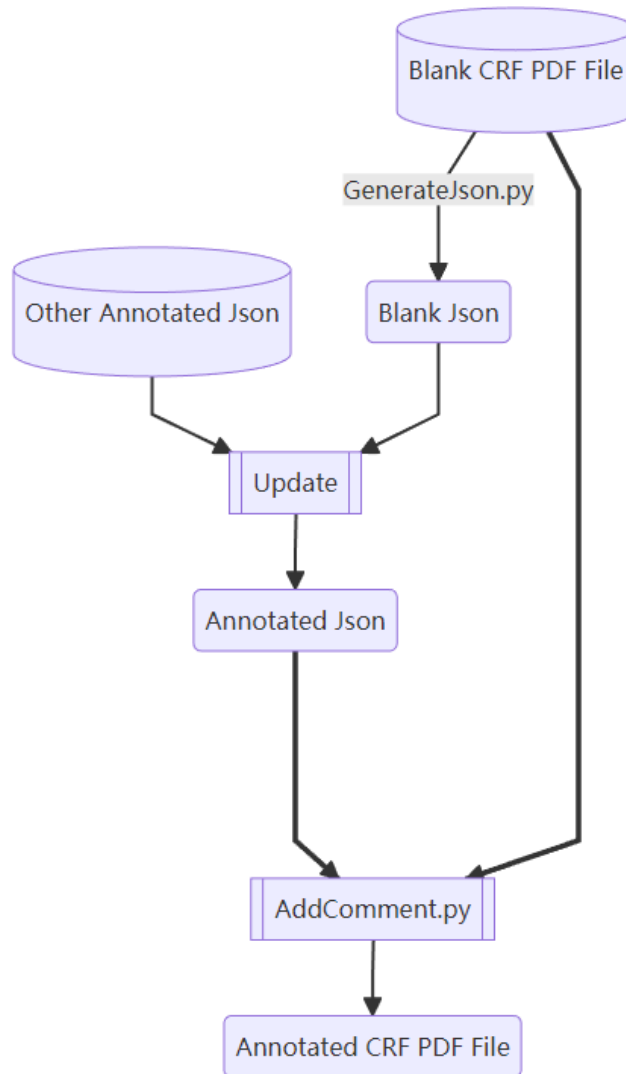 Blank CRF PDF File
GenerateJson.py
Other Annotated Json
Blank Json
Update
Annotated Json
AddComment.py
Annotated CRF PDF File